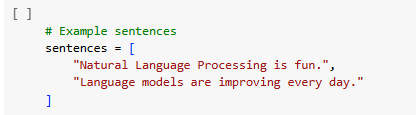 [ ]
# Example sentences
sentences = [
"Natural Language Processing is fun.",
"Language models are improving every day."
]